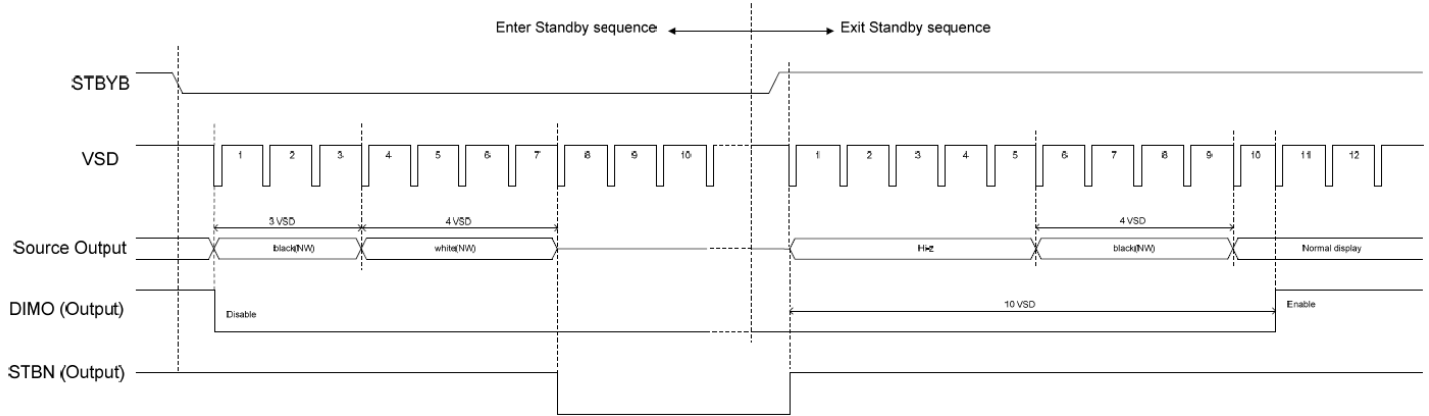 Enter Standby sequence
Exit Standby sequence
STBYB
VSD
1 2 3 4 5 6 7 8 9 10 1 2 3 4 5 6 7 8 9 10 11 12
3 VSD
4 VSD
4 VSD
Source Output
black(NW)
white(NW)
Hi-z
black(NW)
Normal display
DIMO (Output)
Disable
10 VSD
Enable
STBN (Output)